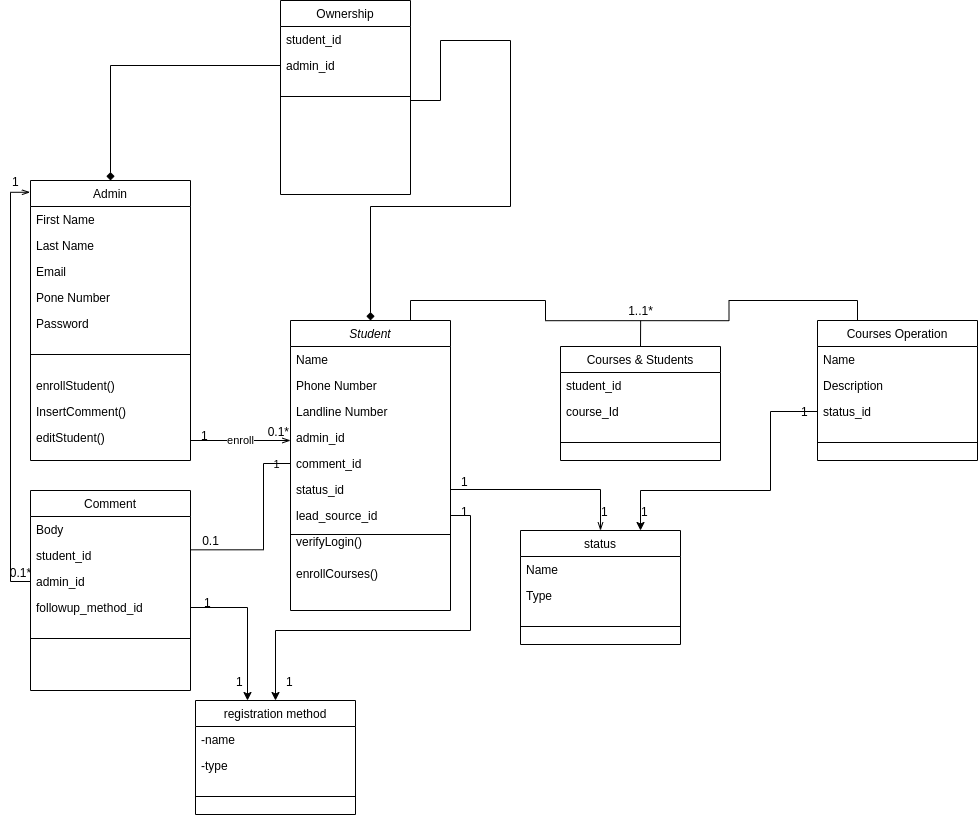 Ownership
student_id
admin_id
1
Admin
First Name
Last Name
Email
Pone Number
Password
enrollStudent()
InsertComment()
editStudent()
1
enroll
0.1*
Student
Name
Phone Number
Landline Number
admin_id
comment_id
status_id
lead_source_id
verifyLogin()
enrollCourses()
1..1*
Courses & Students
student_id
course_Id
Courses Operation
Name
Description
status_id
1
1
0.1
1
1
1
1
status
Name
Type
Comment
Body
student_id
admin_id
followup_method_id
0.1*
1
1
1
registration method
-name
-type